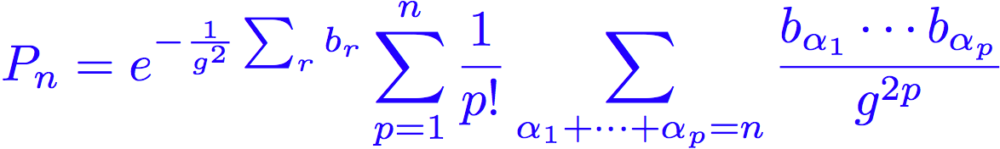 $P_n = e^{-\frac{1}{g^2}\sum_r b_r} \sum_{p=1}^{n} \frac{1}{p!} \sum_{\alpha_1+\cdots+\alpha_p=n} \frac{b_{\alpha_1}\cdots b_{\alpha_p}}{g^{2p}}$